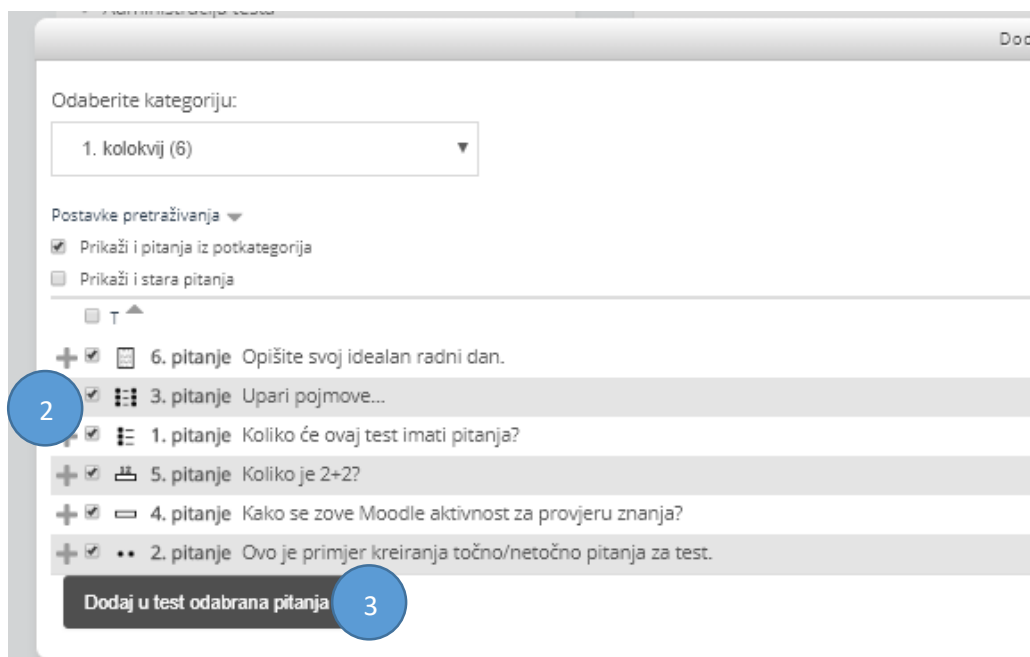 Administracija testa
Dod
Odaberite kategoriju:
1. kolokvij (6)
Postavke pretraživanja
Prikaži i pitanja iz potkategorija
Prikaži i stara pitanja
T
6. pitanje Opišite svoj idealan radni dan.
2
3. pitanje Upari pojmove...
1. pitanje Koliko će ovaj test imati pitanja?
5. pitanje Koliko je 2+2?
4. pitanje Kako se zove Moodle aktivnost za provjeru znanja?
2. pitanje Ovo je primjer kreiranja točno/netočno pitanja za test.
Dodaj u test odabrana pitanja
3